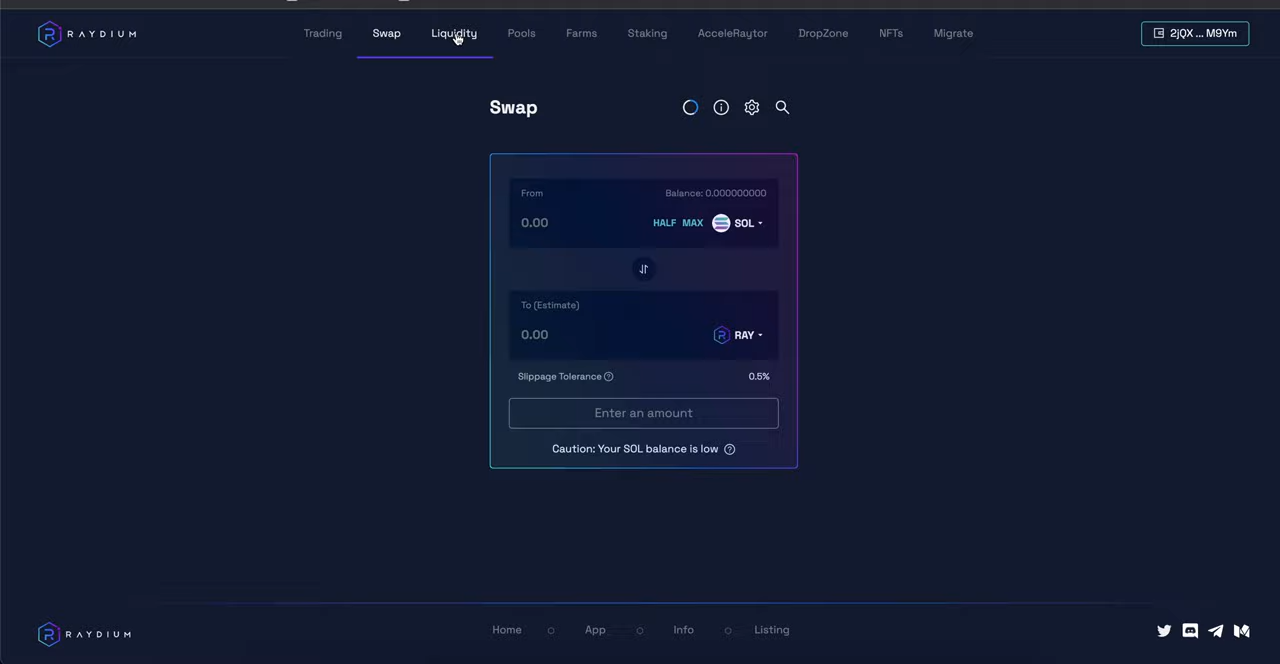 RAYDIUM Trading Swap Liquidity Pools Farms Staking AcceleRaytor DropZone NFTs Migrate 2jQX ... M9Ym
Swap
From Balance: 0.000000000
0.00 HALF MAX SOL
To (Estimate)
0.00 RAY
Slippage Tolerance 0.5%
Enter an amount
Caution: Your SOL balance is low
RAYDIUM Home App Info Listing